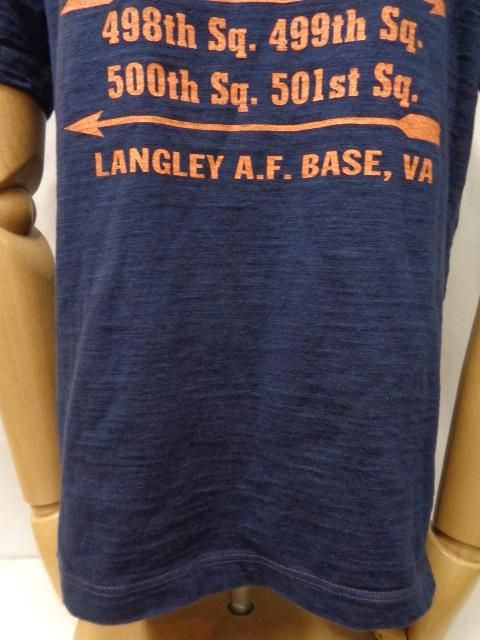 498th Sq. 499th Sq.
500th Sq. 501st Sq.
LANGLEY A.F. BASE, VA